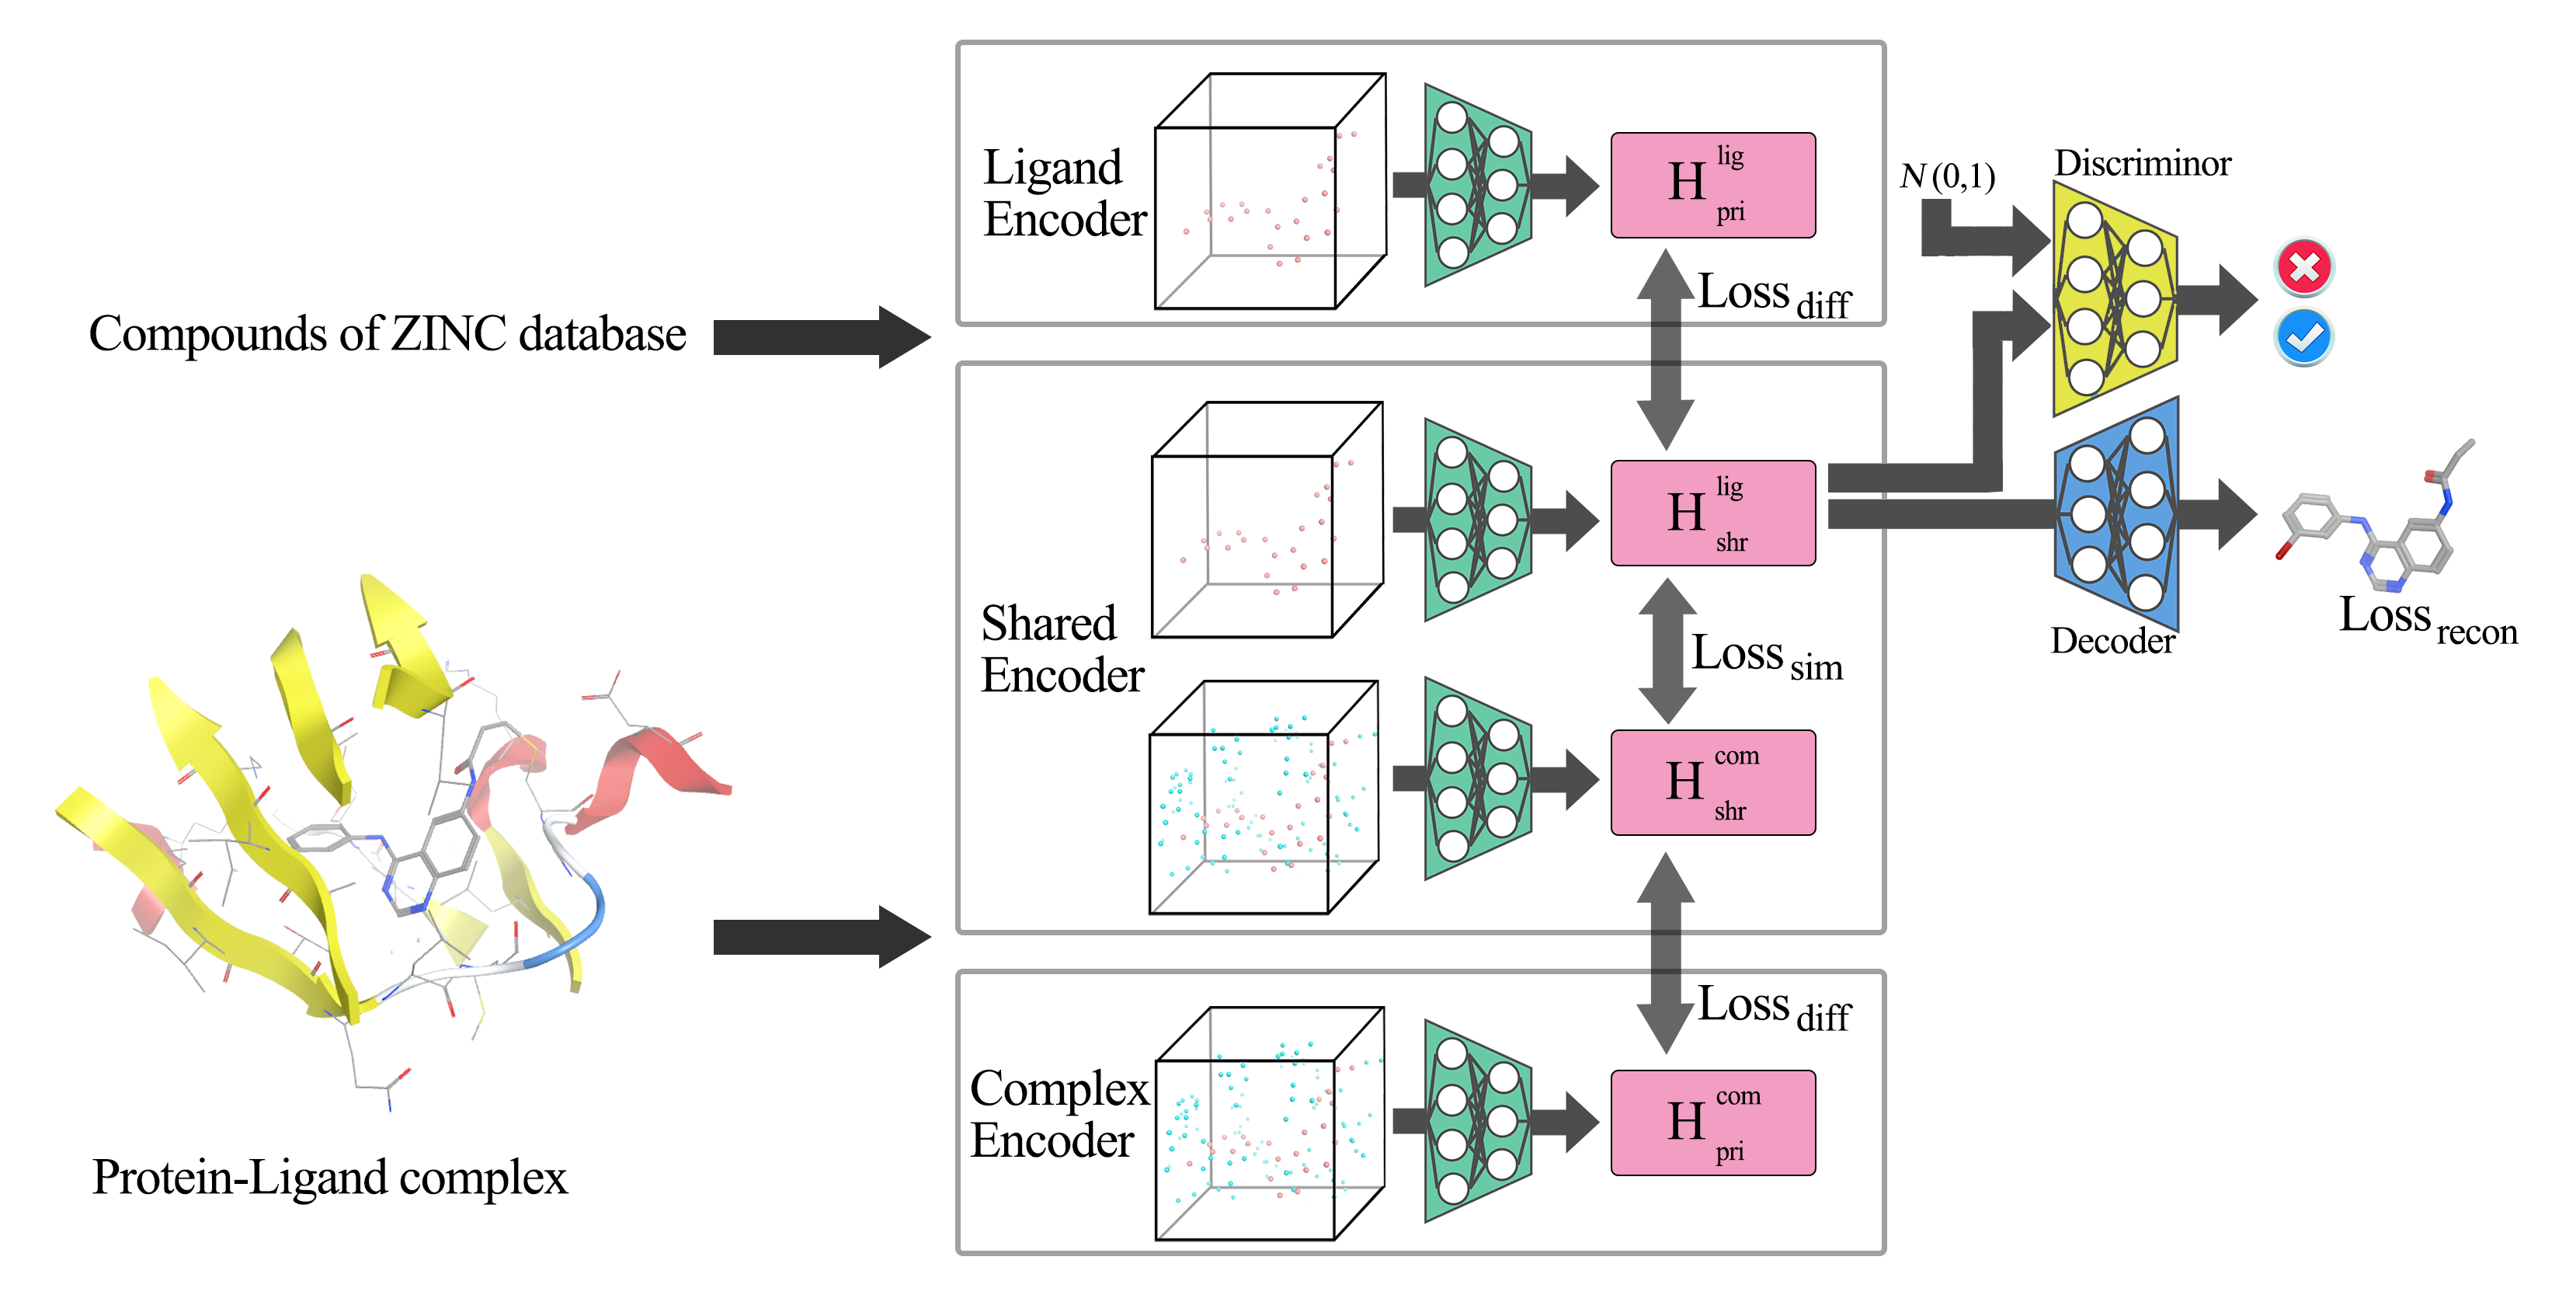 Compounds of ZINC database
Protein-Ligand complex
Ligand
Encoder
H lig pri
Loss diff
Shared
Encoder
H lig shr
Loss sim
H com shr
Loss diff
Complex
Encoder
H com pri
N (0,1)
Discriminor
Decoder
Loss recon